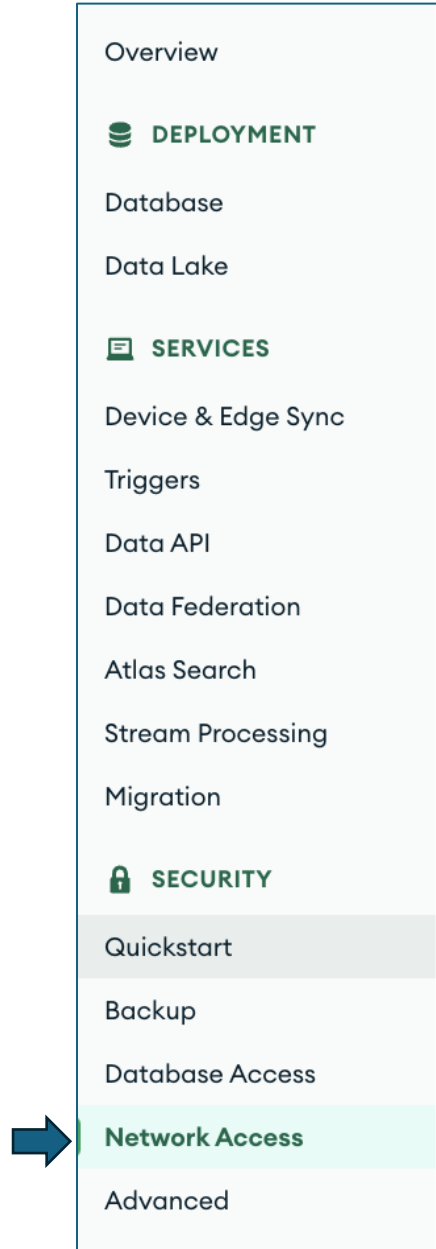 Overview
DEPLOYMENT
Database
Data Lake
SERVICES
Device & Edge Sync
Triggers
Data API
Data Federation
Atlas Search
Stream Processing
Migration
SECURITY
Quickstart
Backup
Database Access
Network Access
Advanced